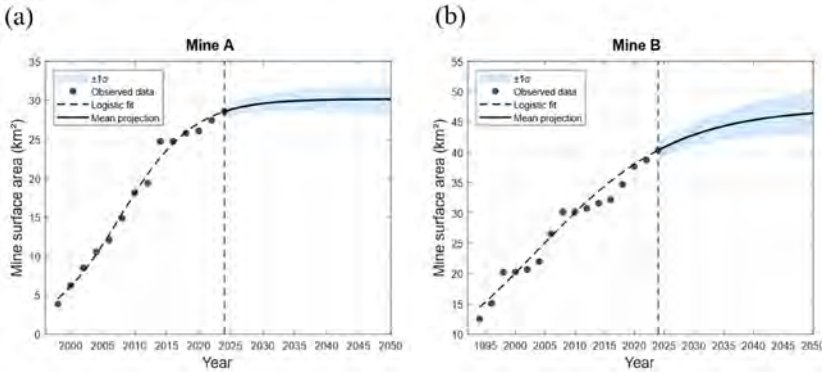 (a)
Mine A
Mine surface area (km²)
35
30
25
20
15
10
5
0
±1σ
Observed data
Logistic fit
Mean projection
2000 2005 2010 2015 2020 2025 2030 2035 2040 2045 2050
Year
(b)
Mine B
Mine surface area (km²)
55
50
45
40
35
30
25
20
15
10
±1σ
Observed data
Logistic fit
Mean projection
1995 2000 2005 2010 2015 2020 2025 2030 2035 2040 2045 2050
Year